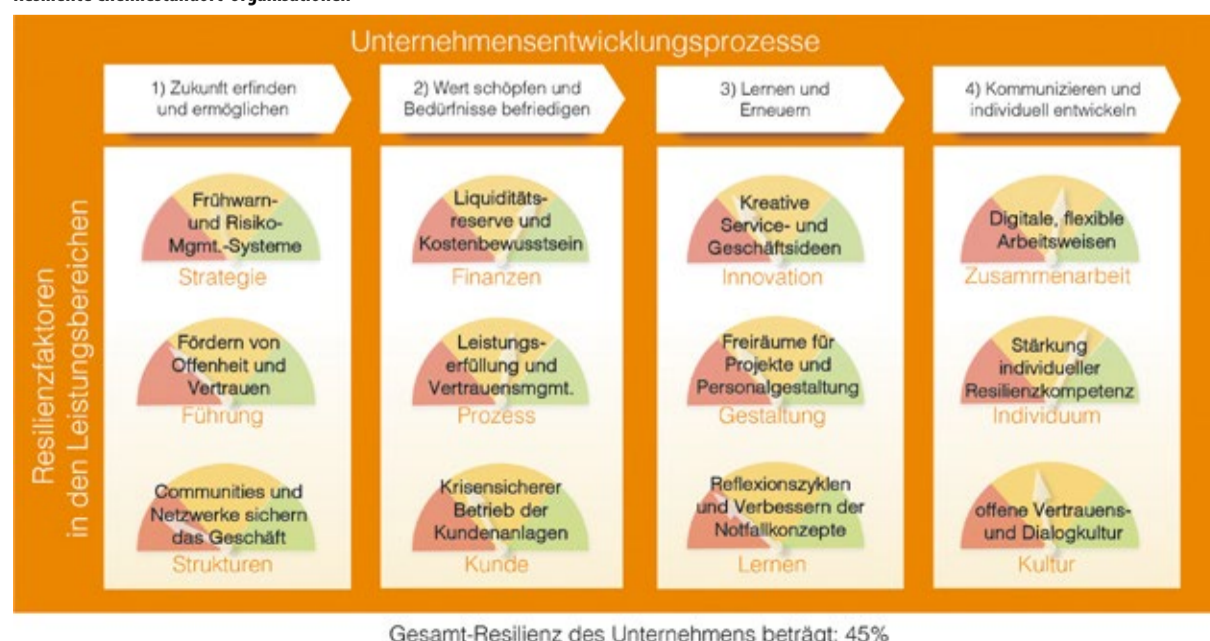 Unternehmensentwicklungsprozesse
1) Zukunft erfinden
und ermöglichen
2) Wert schöpfen und
Bedürfnisse befriedigen
3) Lernen und
Erneuern
4) Kommunizieren und
individuell entwickeln
Resilienzfaktoren
in den Leistungsbereichen
Frühwarn-
und Risiko-
Mgmt.-Systeme
Strategie
Liquiditäts-
reserve und
Kostenbewusstsein
Finanzen
Kreative
Service- und
Geschäftsideen
Innovation
Digitale, flexible
Arbeitsweisen
Zusammenarbeit
Fördern von
Offenheit und
Vertrauen
Führung
Leistungs-
erfüllung und
Vertrauensmgmt.
Prozess
Freiräume für
Projekte und
Personalgestaltung
Gestaltung
Stärkung
individueller
Resilienzkompetenz
Individuum
Communities und
Netzwerke sichern
das Geschäft
Strukturen
Krisensicherer
Betrieb der
Kundenanlagen
Kunde
Reflexionszyklen
und Verbessern der
Notfallkonzepte
Lernen
offene Vertrauens-
und Dialogkultur
Kultur
Gesamt-Resilienz des Unternehmens beträgt: 45%